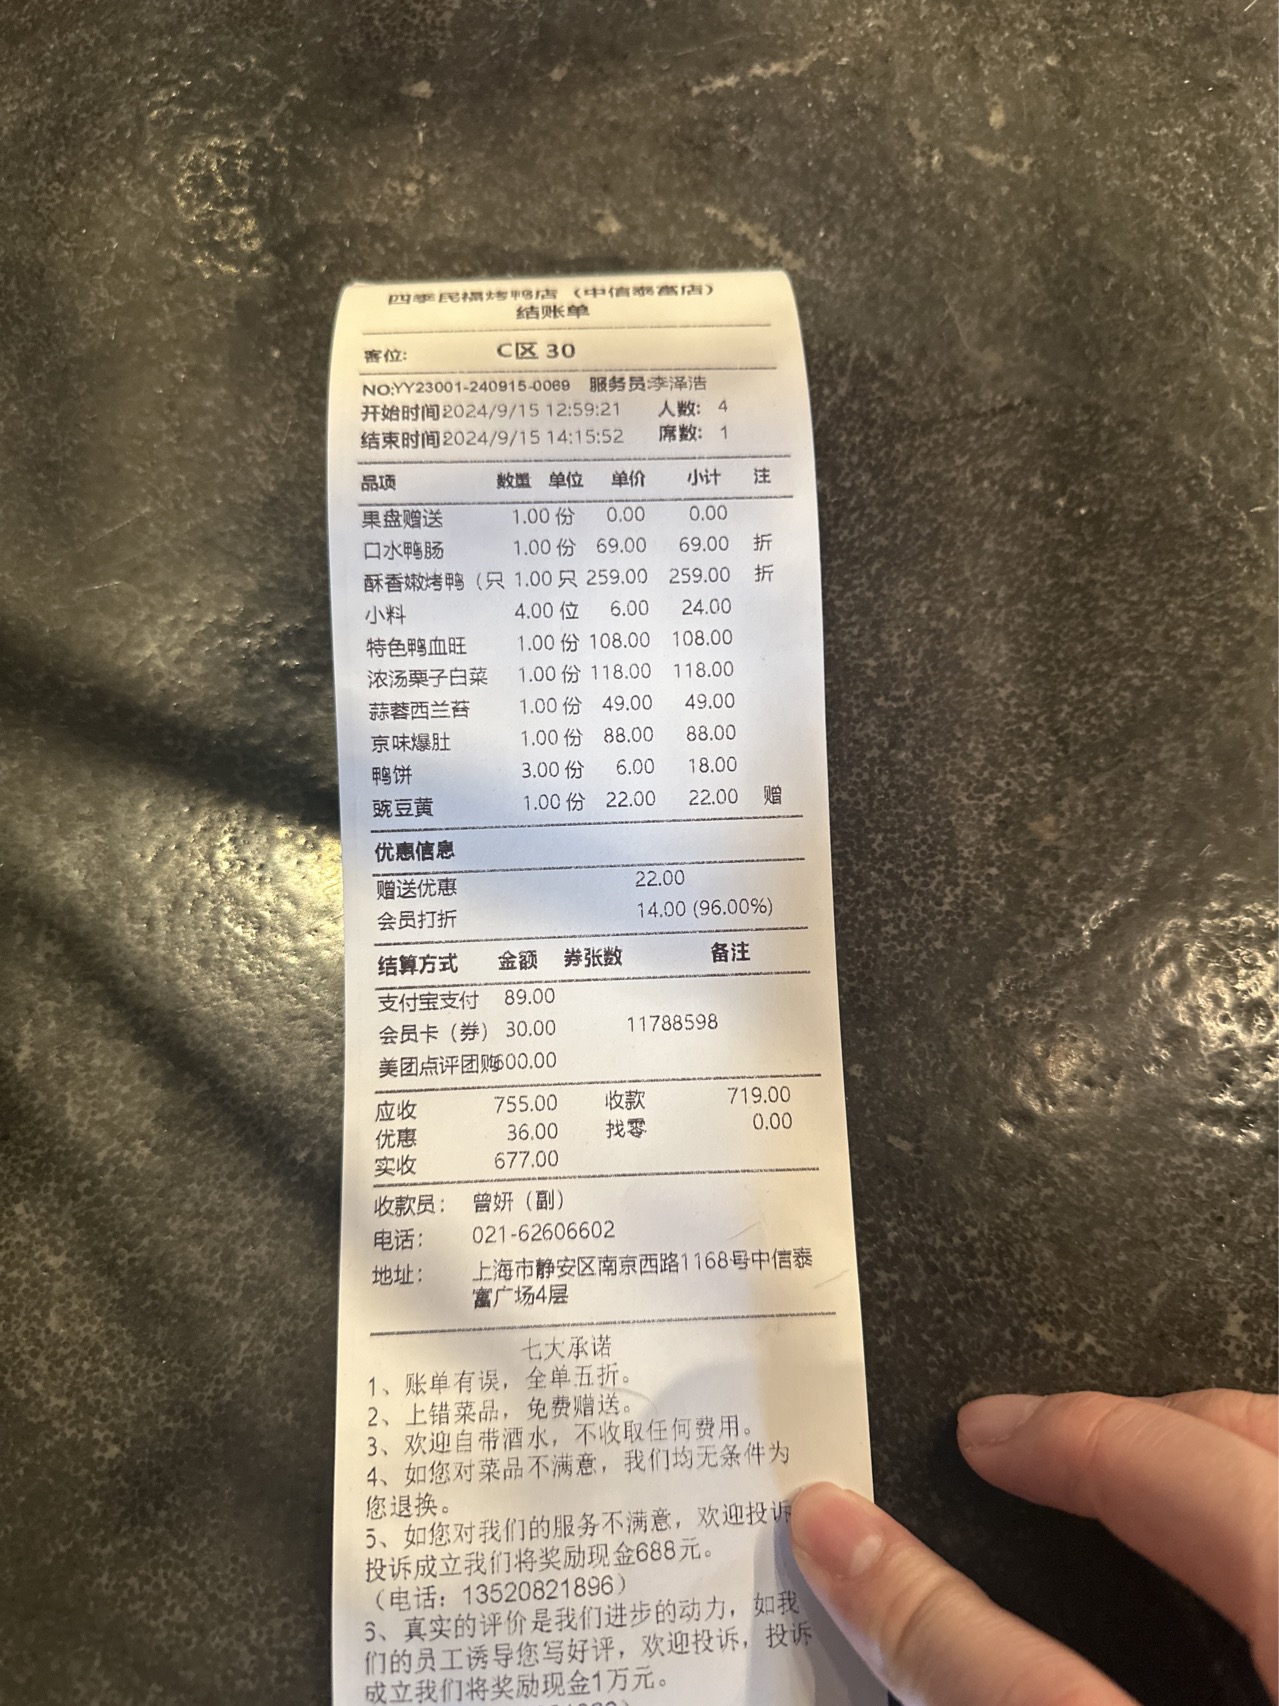 四季民福烤鸭店（中信泰富店）
结账单
客位： C区 30
NO:YY23001-240915-0069 服务员:李泽浩
开始时间2024/9/15 12:59:21 人数： 4
结束时间2024/9/15 14:15:52 席数： 1
品项 数量 单位 单价 小计 注
果盘赠送 1.00 份 0.00 0.00
口水鸭肠 1.00 份 69.00 69.00 折
酥香嫩烤鸭（只 1.00 只 259.00 259.00 折
小料 4.00 位 6.00 24.00
特色鸭血旺 1.00 份 108.00 108.00
浓汤栗子白菜 1.00 份 118.00 118.00
蒜蓉西兰苔 1.00 份 49.00 49.00
京味爆肚 1.00 份 88.00 88.00
鸭饼 3.00 份 6.00 18.00
豌豆黄 1.00 份 22.00 22.00 赠
优惠信息
赠送优惠 22.00
会员打折 14.00 (96.00%)
结算方式 金额 券张数 备注
支付宝支付 89.00
会员卡（券） 30.00 11788598
美团点评团购600.00
应收 755.00 收款 719.00
优惠 36.00 找零 0.00
实收 677.00
收款员： 曾妍（副）
电话： 021-62606602
地址： 上海市静安区南京西路1168号中信泰
富广场4层
七大承诺
1、账单有误，全单五折。
2、上错菜品，免费赠送。
3、欢迎自带酒水，不收取任何费用。
4、如您对菜品不满意，我们均无条件为
您退换。
5、如您对我们的服务不满意，欢迎投诉
投诉成立我们将奖励现金688元。
（电话：13520821896）
6、真实的评价是我们进步的动力，如我
们的员工诱导您写好评，欢迎投诉，投诉
成立我们将奖励现金1万元。